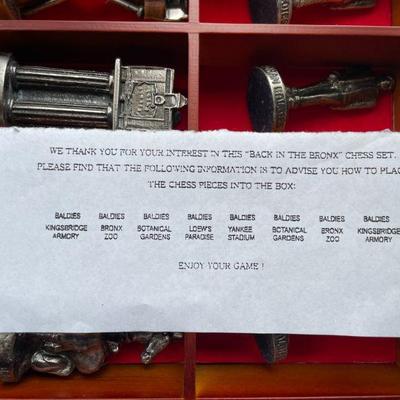 WE THANK YOU FOR YOUR INTEREST IN THIS "BACK IN THE BRONX" CHESS SET.
PLEASE FIND THAT THE FOLLOWING INFORMATION IS TO ADVISE YOU HOW TO PLAC
THE CHESS PIECES INTO THE BOX:
BALDIES BALDIES BALDIES BALDIES BALDIES BALDIES BALDIES BALDIES
KINGSBRIDGE BRONX BOTANICAL LOEW'S YANKEE BOTANICAL BRONX KINGSBRIDGE
ARMORY ZOO GARDENS PARADISE STADIUM GARDENS ZOO ARMORY
ENJOY YOUR GAME !